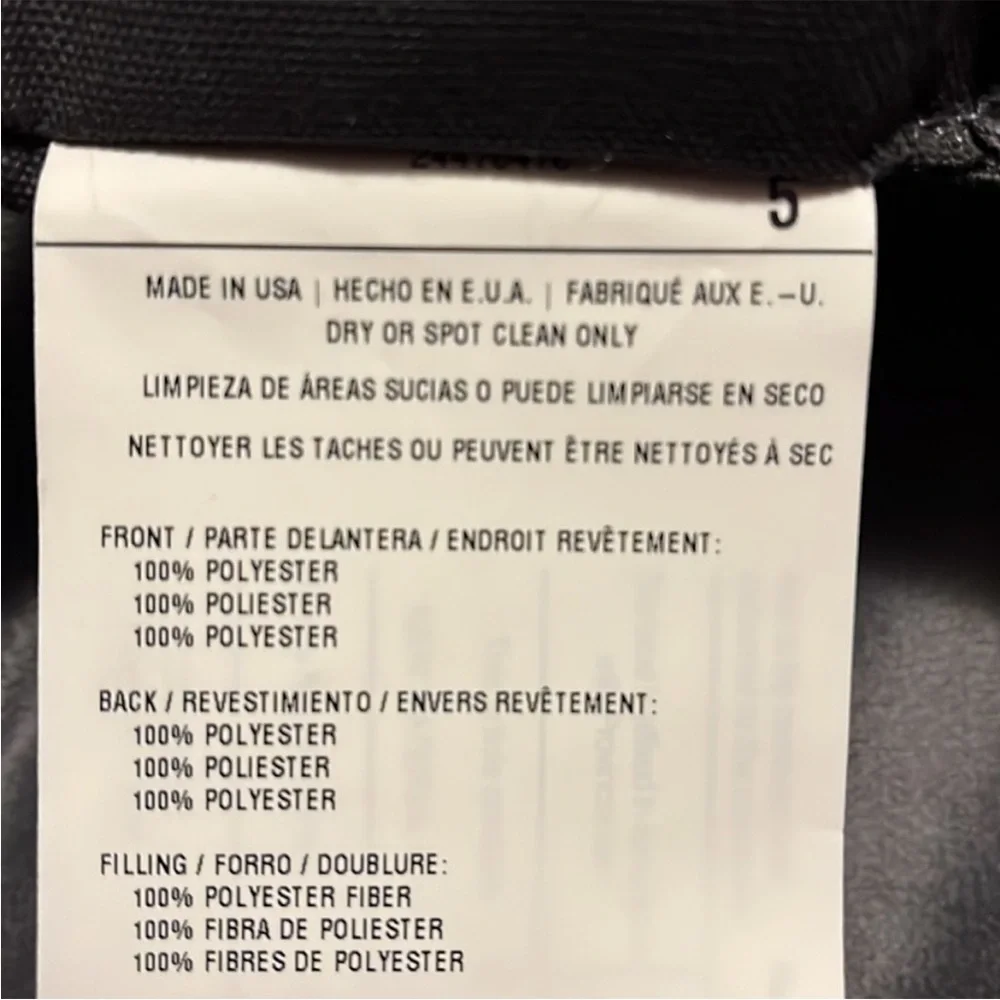 5
MADE IN USA | HECHO EN E.U.A. | FABRIQUÉ AUX E.-U.
DRY OR SPOT CLEAN ONLY
LIMPIEZA DE ÁREAS SUCIAS O PUEDE LIMPIARSE EN SECO
NETTOYER LES TACHES OU PEUVENT ÊTRE NETTOYÉS À SEC
FRONT / PARTE DELANTERA / ENDROIT REVÊTEMENT:
100% POLYESTER
100% POLIESTER
100% POLYESTER
BACK / REVESTIMIENTO / ENVERS REVÊTEMENT:
100% POLYESTER
100% POLIESTER
100% POLYESTER
FILLING / FORRO / DOUBLURE:
100% POLYESTER FIBER
100% FIBRA DE POLIESTER
100% FIBRES DE POLYESTER